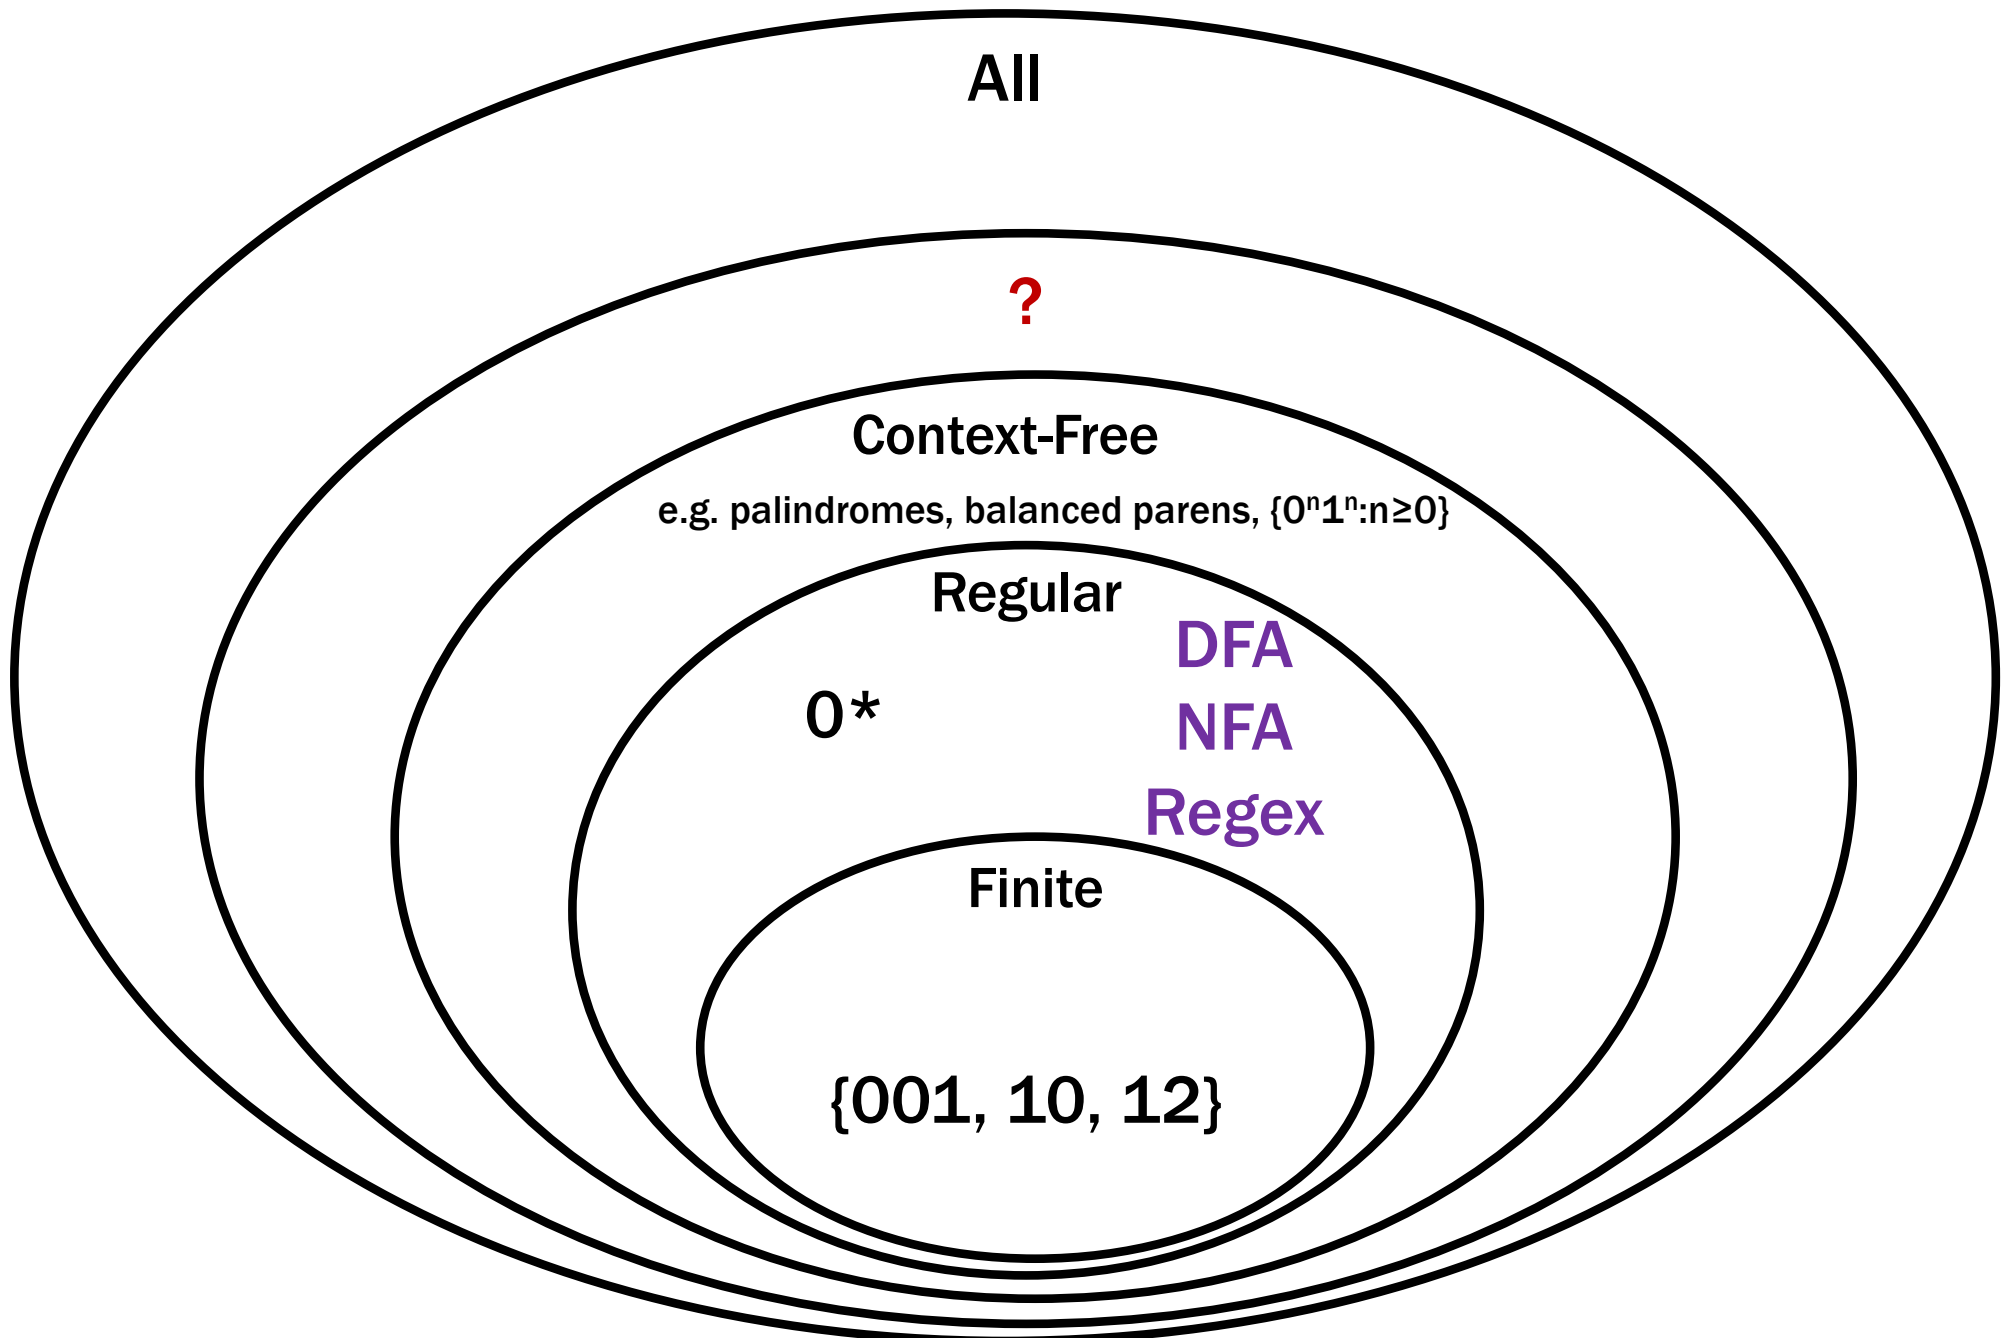 All
?
Context-Free
e.g. palindromes, balanced parens, {0ⁿ1ⁿ:n≥0}
Regular
DFA
0*
NFA
Regex
Finite
{001, 10, 12}